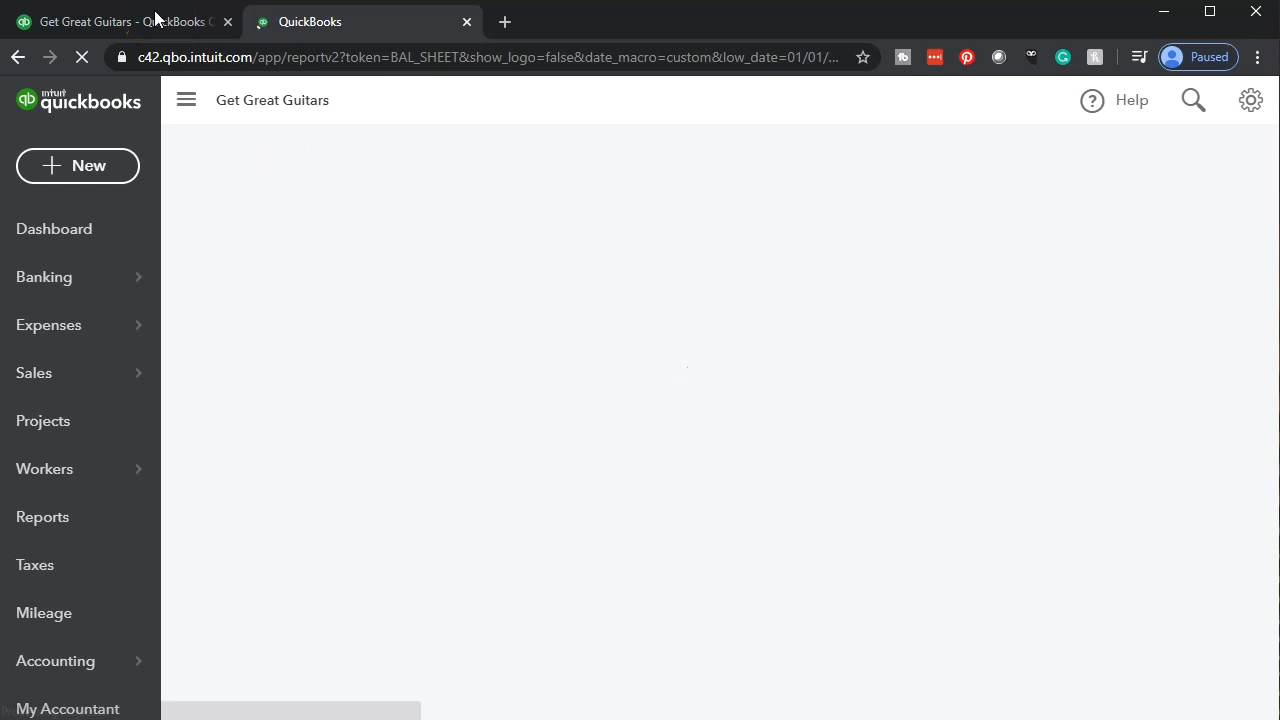 Get Great Guitars - QuickBooks
QuickBooks
c42.qbo.intuit.com/app/reportv2?token=BAL_SHEET&show_logo=false&date_macro=custom&low_date=01/01/...
Paused
intuit
quickbooks
Get Great Guitars
Help
New
Dashboard
Banking
Expenses
Sales
Projects
Workers
Reports
Taxes
Mileage
Accounting
My Accountant